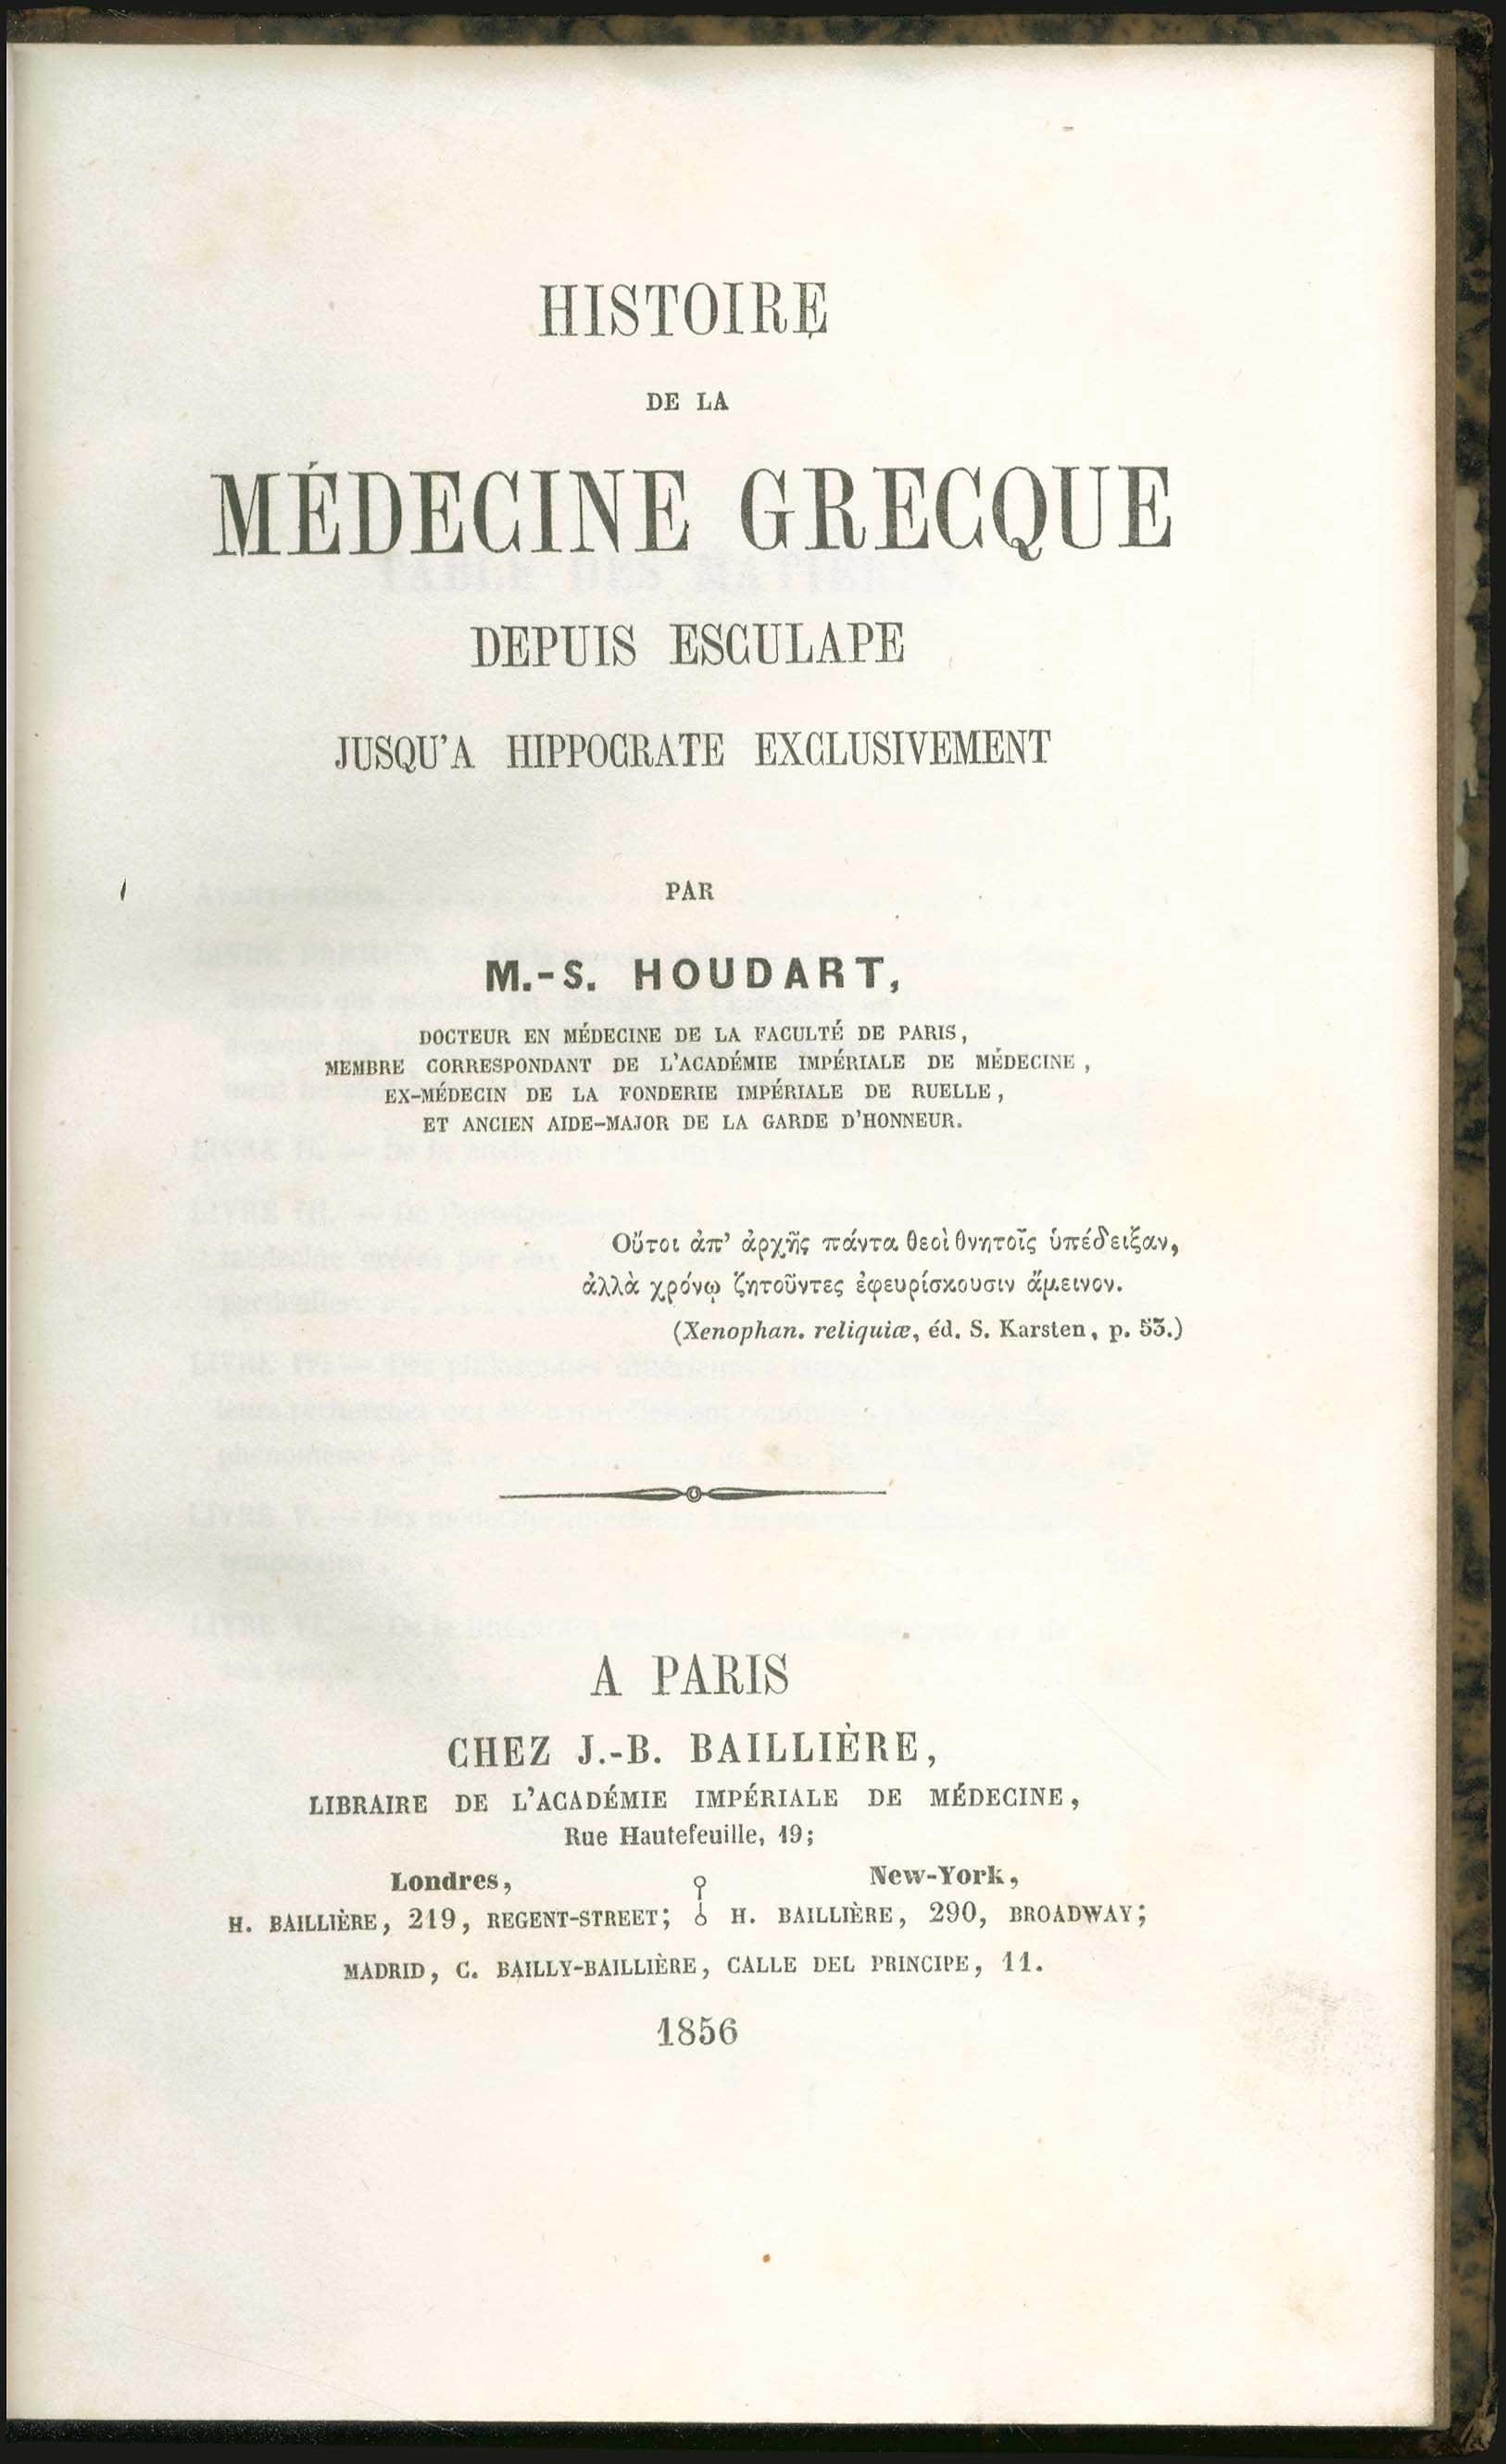 HISTOIRE
DE LA
MÉDECINE GRECQUE
DEPUIS ESCULAPE
JUSQU'A HIPPOCRATE EXCLUSIVEMENT
PAR
M.-S. HOUDART,
DOCTEUR EN MÉDECINE DE LA FACULTÉ DE PARIS,
MEMBRE CORRESPONDANT DE L'ACADÉMIE IMPÉRIALE DE MÉDECINE,
EX-MÉDECIN DE LA FONDERIE IMPÉRIALE DE RUELLE,
ET ANCIEN AIDE-MAJOR DE LA GARDE D'HONNEUR.
Οὔτοι ἀπ' ἀρχῆς πάντα θεοὶ θνητοῖς ὑπέδειξαν,
ἀλλὰ χρόνῳ ζητοῦντες ἐφευρίσκουσιν ἄμεινον.
(Xenophan. reliquiæ, éd. S. Karsten, p. 53.)
A PARIS
CHEZ J.-B. BAILLIÈRE,
LIBRAIRE DE L'ACADÉMIE IMPÉRIALE DE MÉDECINE,
Rue Hautefeuille, 19;
Londres, New-York,
H. BAILLIÈRE, 219, REGENT-STREET; H. BAILLIÈRE, 290, BROADWAY;
MADRID, C. BAILLY-BAILLIÈRE, CALLE DEL PRINCIPE, 11.
1856